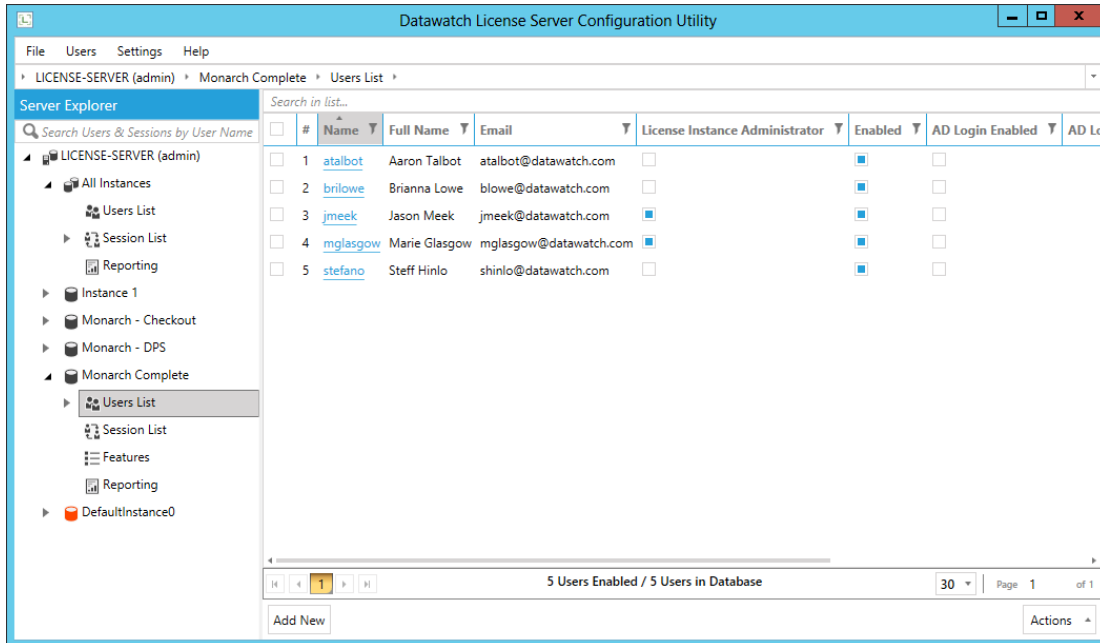 Datawatch License Server Configuration Utility
File Users Settings Help
LICENSE-SERVER (admin) Monarch Complete Users List
Server Explorer
Search Users & Sessions by User Name
LICENSE-SERVER (admin)
All Instances
Users List
Session List
Reporting
Instance 1
Monarch - Checkout
Monarch - DPS
Monarch Complete
Users List
Session List
Features
Reporting
DefaultInstance0
Search in list...
# Name Full Name Email License Instance Administrator Enabled AD Login Enabled AD Lo
1 atalbot Aaron Talbot atalbot@datawatch.com
2 brilowe Brianna Lowe blowe@datawatch.com
3 jmeek Jason Meek jmeek@datawatch.com
4 mglasgow Marie Glasgow mglasgow@datawatch.com
5 stefano Steff Hinlo shinlo@datawatch.com
1 5 Users Enabled / 5 Users in Database 30 Page 1 of 1
Add New Actions